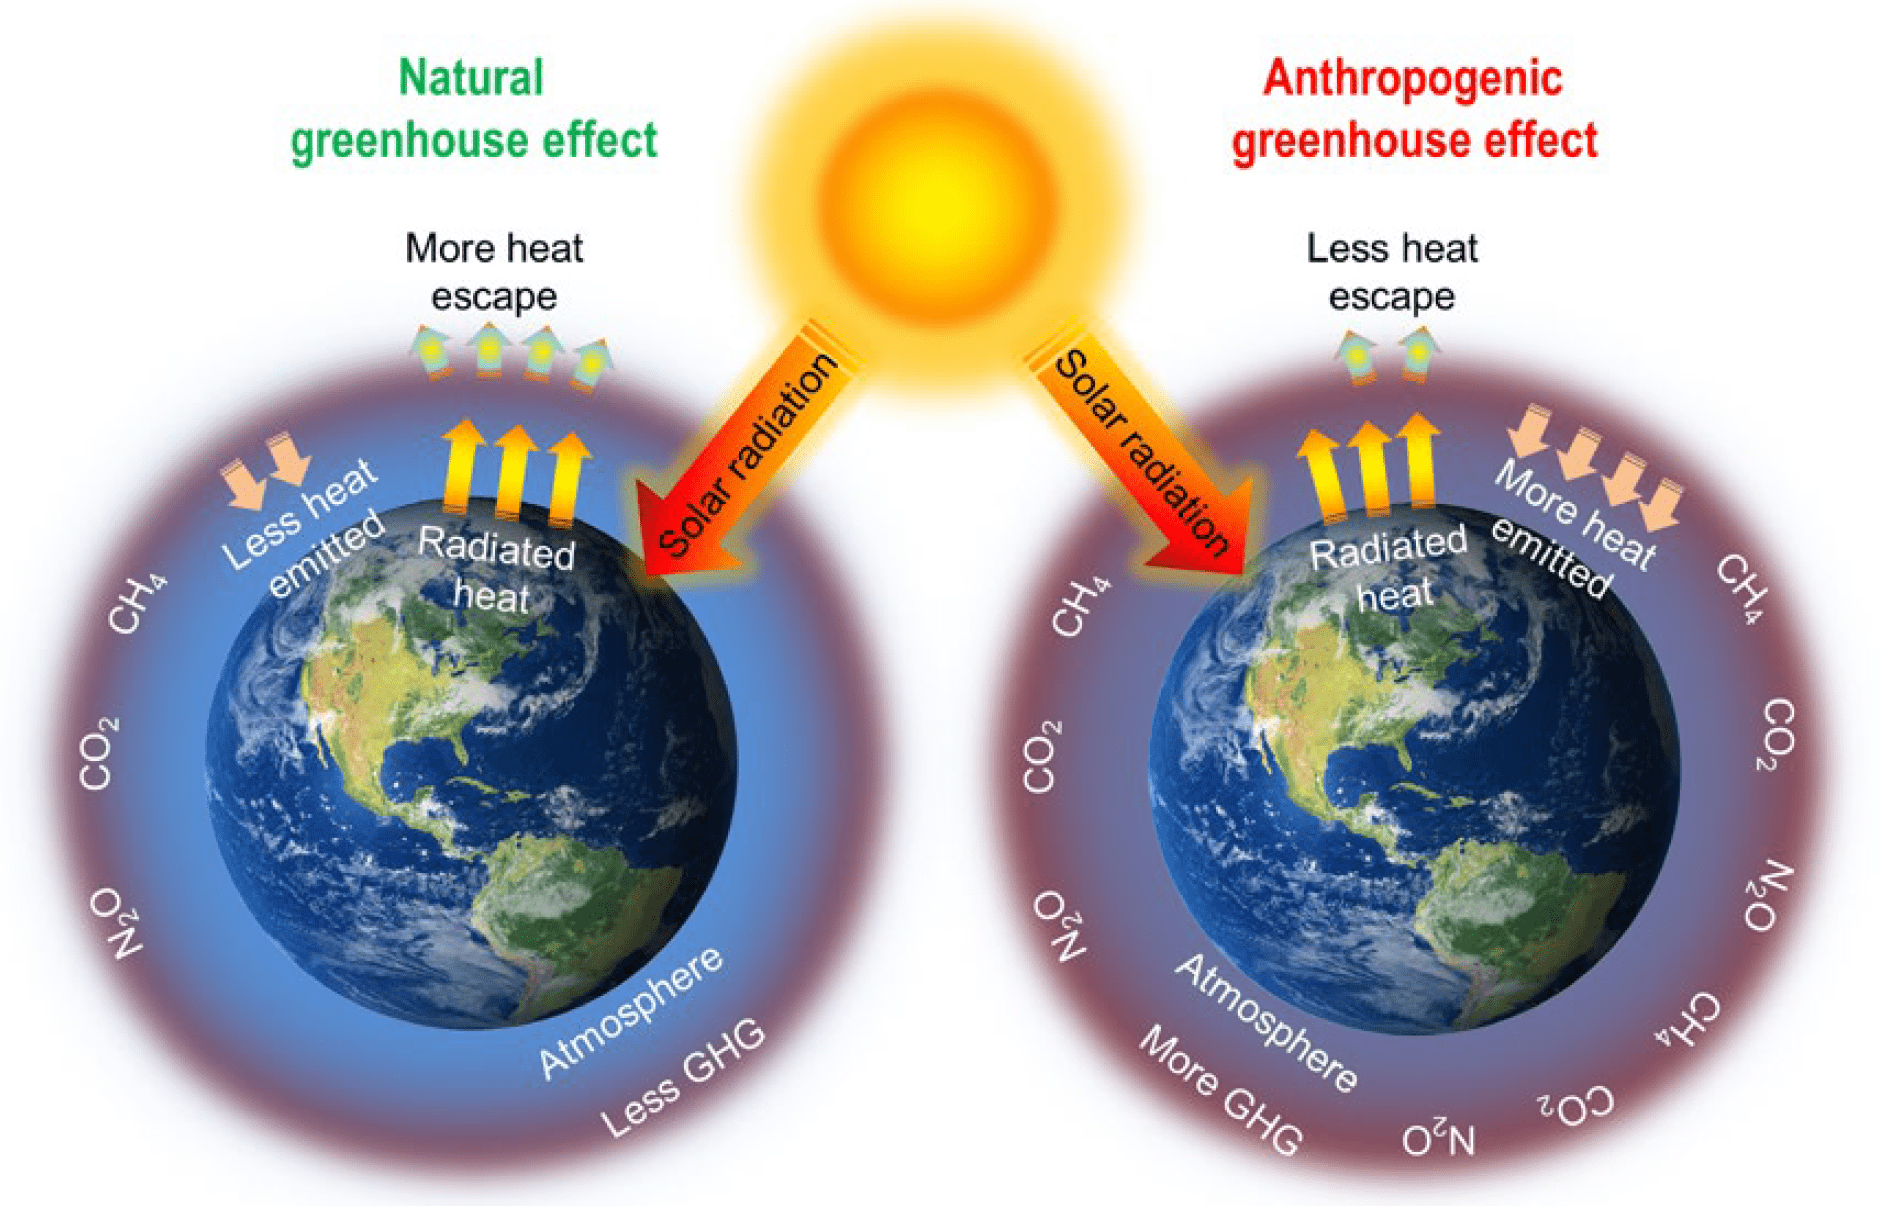 Natural
greenhouse effect
More heat
escape
Less heat
emitted
Radiated
heat
Solar radiation
CH₄
CO₂
N₂O
Atmosphere
Less GHG
Anthropogenic
greenhouse effect
Less heat
escape
Solar radiation
Radiated
heat
More heat
emitted
CH₄
CO₂
N₂O
CH₄
CO₂
N₂O
CH₄
CO₂
N₂O
Atmosphere
More GHG